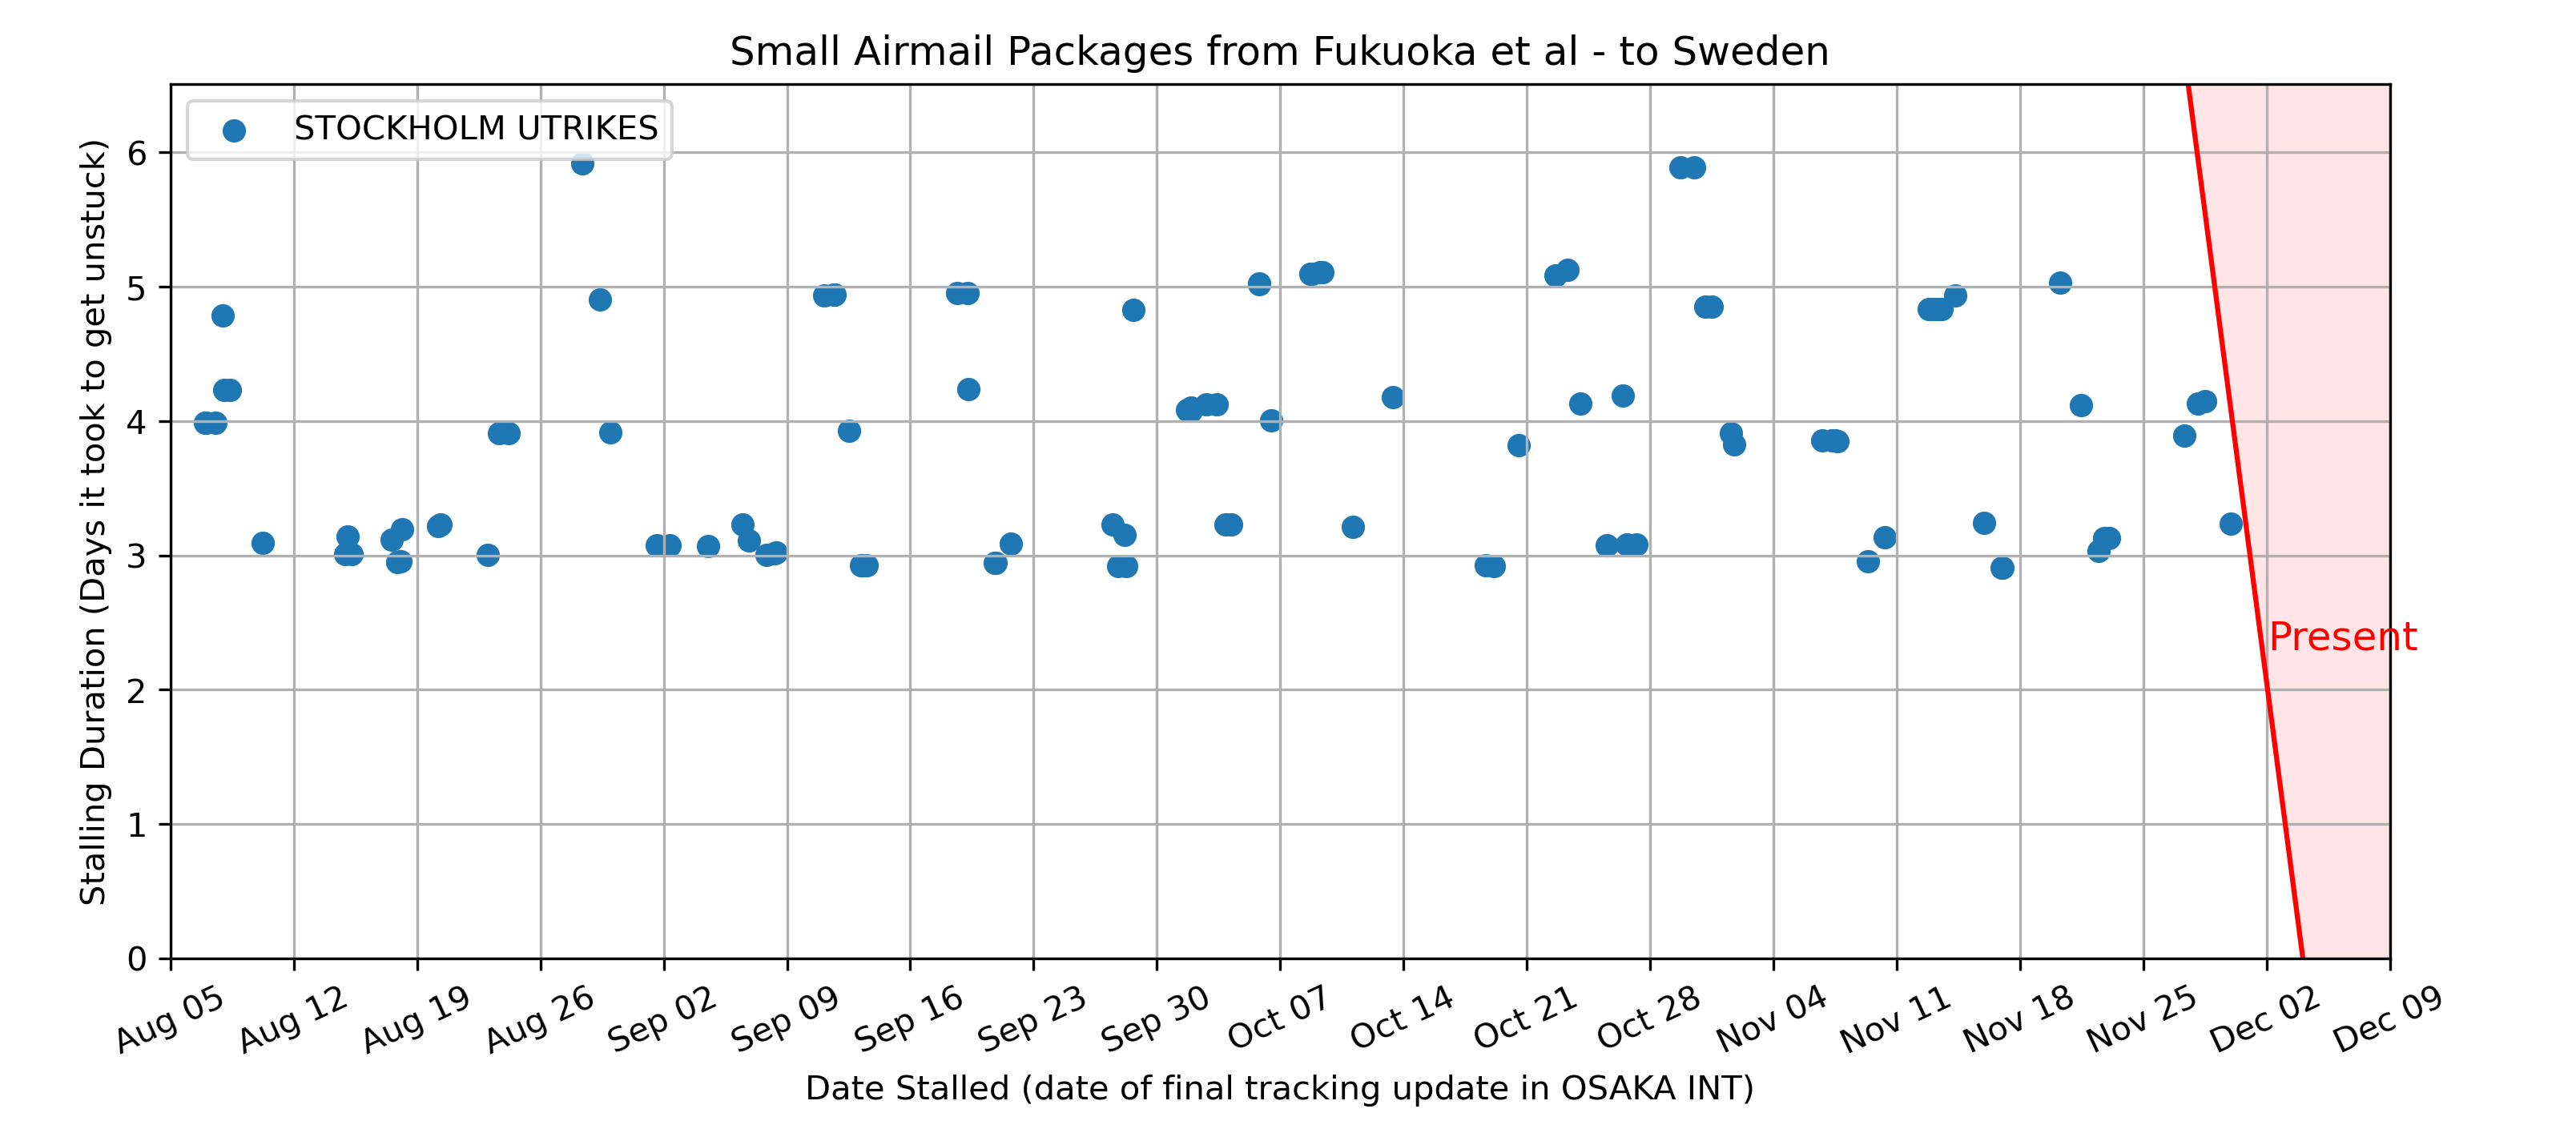 Small Airmail Packages from Fukuoka et al - to Sweden
STOCKHOLM UTRIKES
Stalling Duration (Days it took to get unstuck)
6
5
4
3
2
1
0
Present
Aug 05
Aug 12
Aug 19
Aug 26
Sep 02
Sep 09
Sep 16
Sep 23
Sep 30
Oct 07
Oct 14
Oct 21
Oct 28
Nov 04
Nov 11
Nov 18
Nov 25
Dec 02
Dec 09
Date Stalled (date of final tracking update in OSAKA INT)